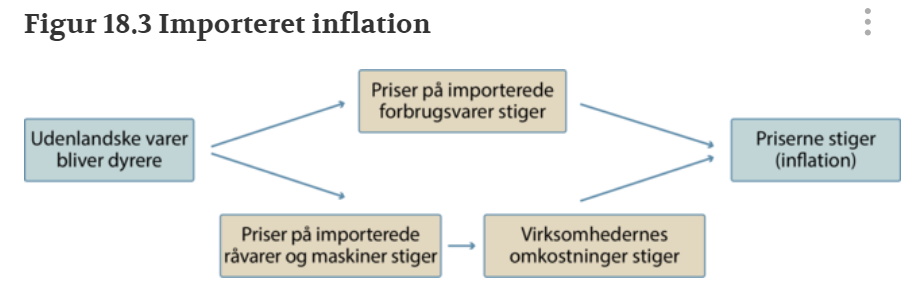 Figur 18.3 Importeret inflation
Udenlandske varer
bliver dyrere
Priser på importerede
forbrugsvarer stiger
Priser på importerede
råvarer og maskiner stiger
Virksomhedernes
omkostninger stiger
Priserne stiger
(inflation)